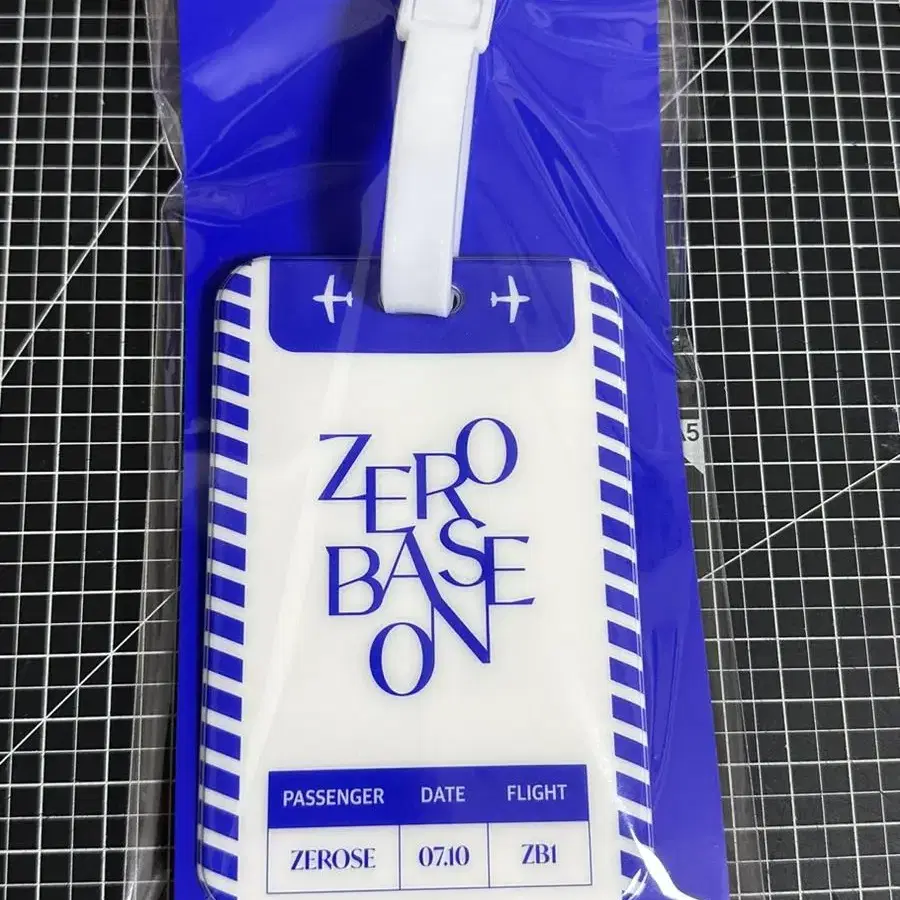 ZERO
BASE
ON
PASSENGER DATE FLIGHT
ZEROSE 07.10 ZB1